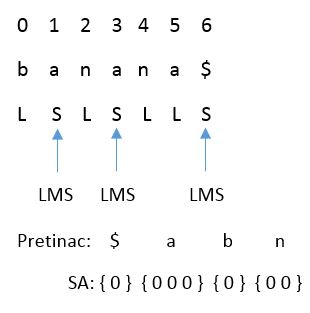 0 1 2 3 4 5 6
b a n a n a $
L S L S L L S
LMS LMS LMS
Pretinac: $ a b n
SA: { 0 } { 0 0 0 } { 0 } { 0 0 }